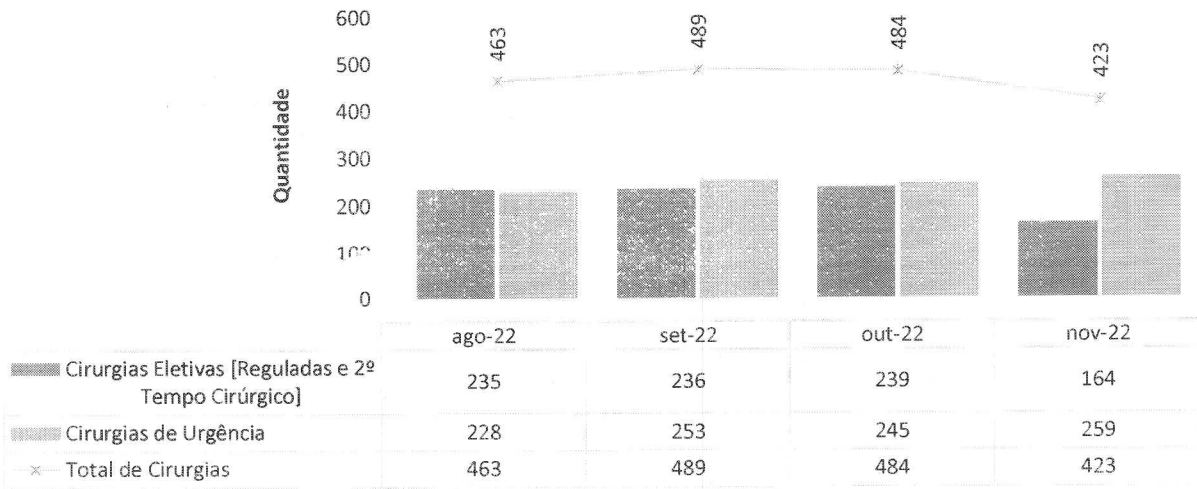 600
500
400
300
200
100
0
Quantidade
463
489
484
423
ago-22
set-22
out-22
nov-22
Cirurgias Eletivas [Reguladas e 2º
Tempo Cirúrgico]
235
236
239
164
Cirurgias de Urgência
228
253
245
259
Total de Cirurgias
463
489
484
423